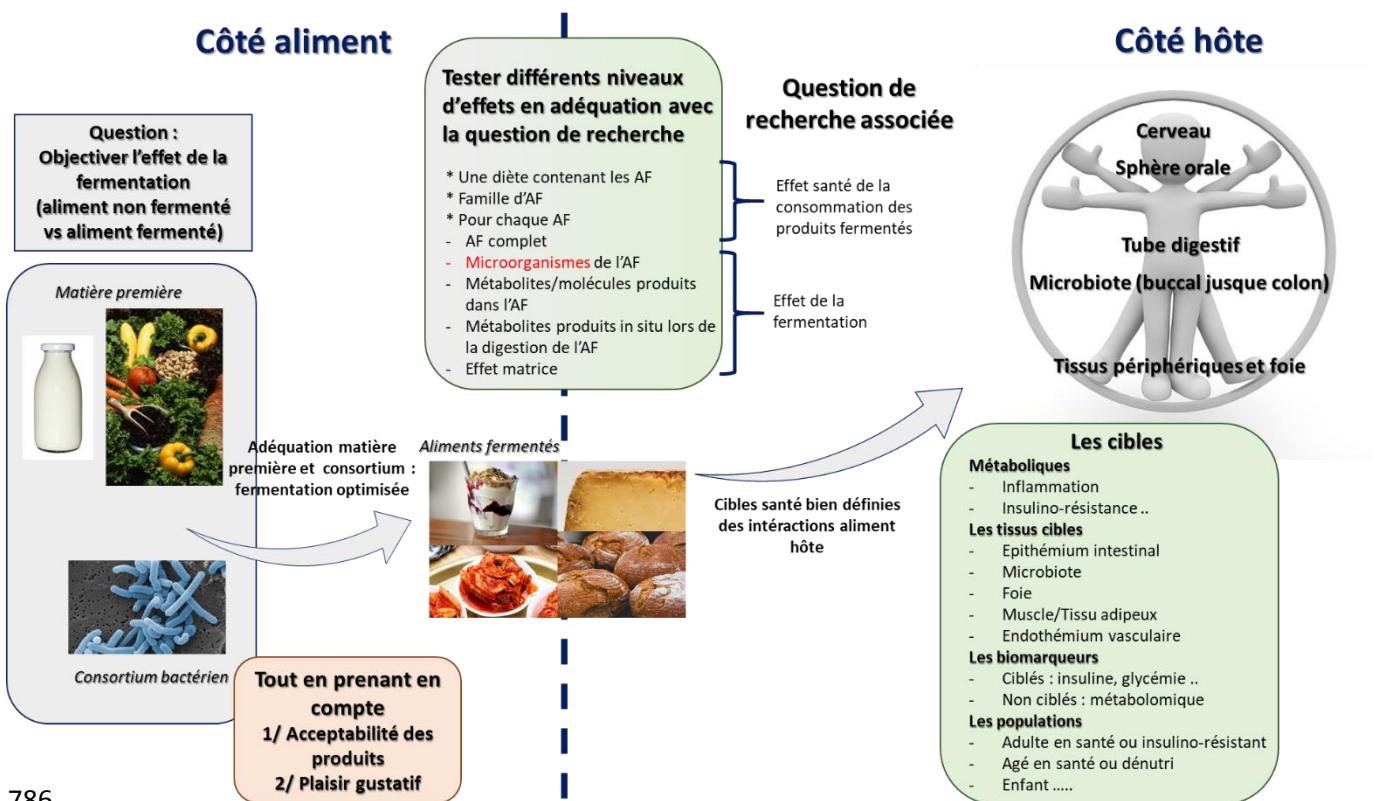 Côté aliment
Question :
Objectiver l'effet de la
fermentation
(aliment non fermenté
vs aliment fermenté)
Matière première
Consortium bactérien
Adéquation matière
première et consortium :
fermentation optimisée
Tout en prenant en
compte
1/ Acceptabilité des
produits
2/ Plaisir gustatif
Tester différents niveaux
d'effets en adéquation avec
la question de recherche
* Une diète contenant les AF
* Famille d'AF
* Pour chaque AF
- AF complet
- Microorganismes de l'AF
- Métabolites/molécules produits
dans l'AF
- Métabolites produits in situ lors de
la digestion de l'AF
- Effet matrice
Question de
recherche associée
Effet santé de la
consommation des
produits fermentés
Effet de la
fermentation
Aliments fermentés
Cibles santé bien définies
des intéractions aliment
hôte
Côté hôte
Cerveau
Sphère orale
Tube digestif
Microbiote (buccal jusque colon)
Tissus périphériques et foie
Les cibles
Métaboliques
- Inflammation
- Insulino-résistance ..
Les tissus cibles
- Epithémium intestinal
- Microbiote
- Foie
- Muscle/Tissu adipeux
- Endothémium vasculaire
Les biomarqueurs
- Ciblés : insuline, glycémie ..
- Non ciblés : métabolomique
Les populations
- Adulte en santé ou insulino-résistant
- Agé en santé ou dénutri
- Enfant .....
786